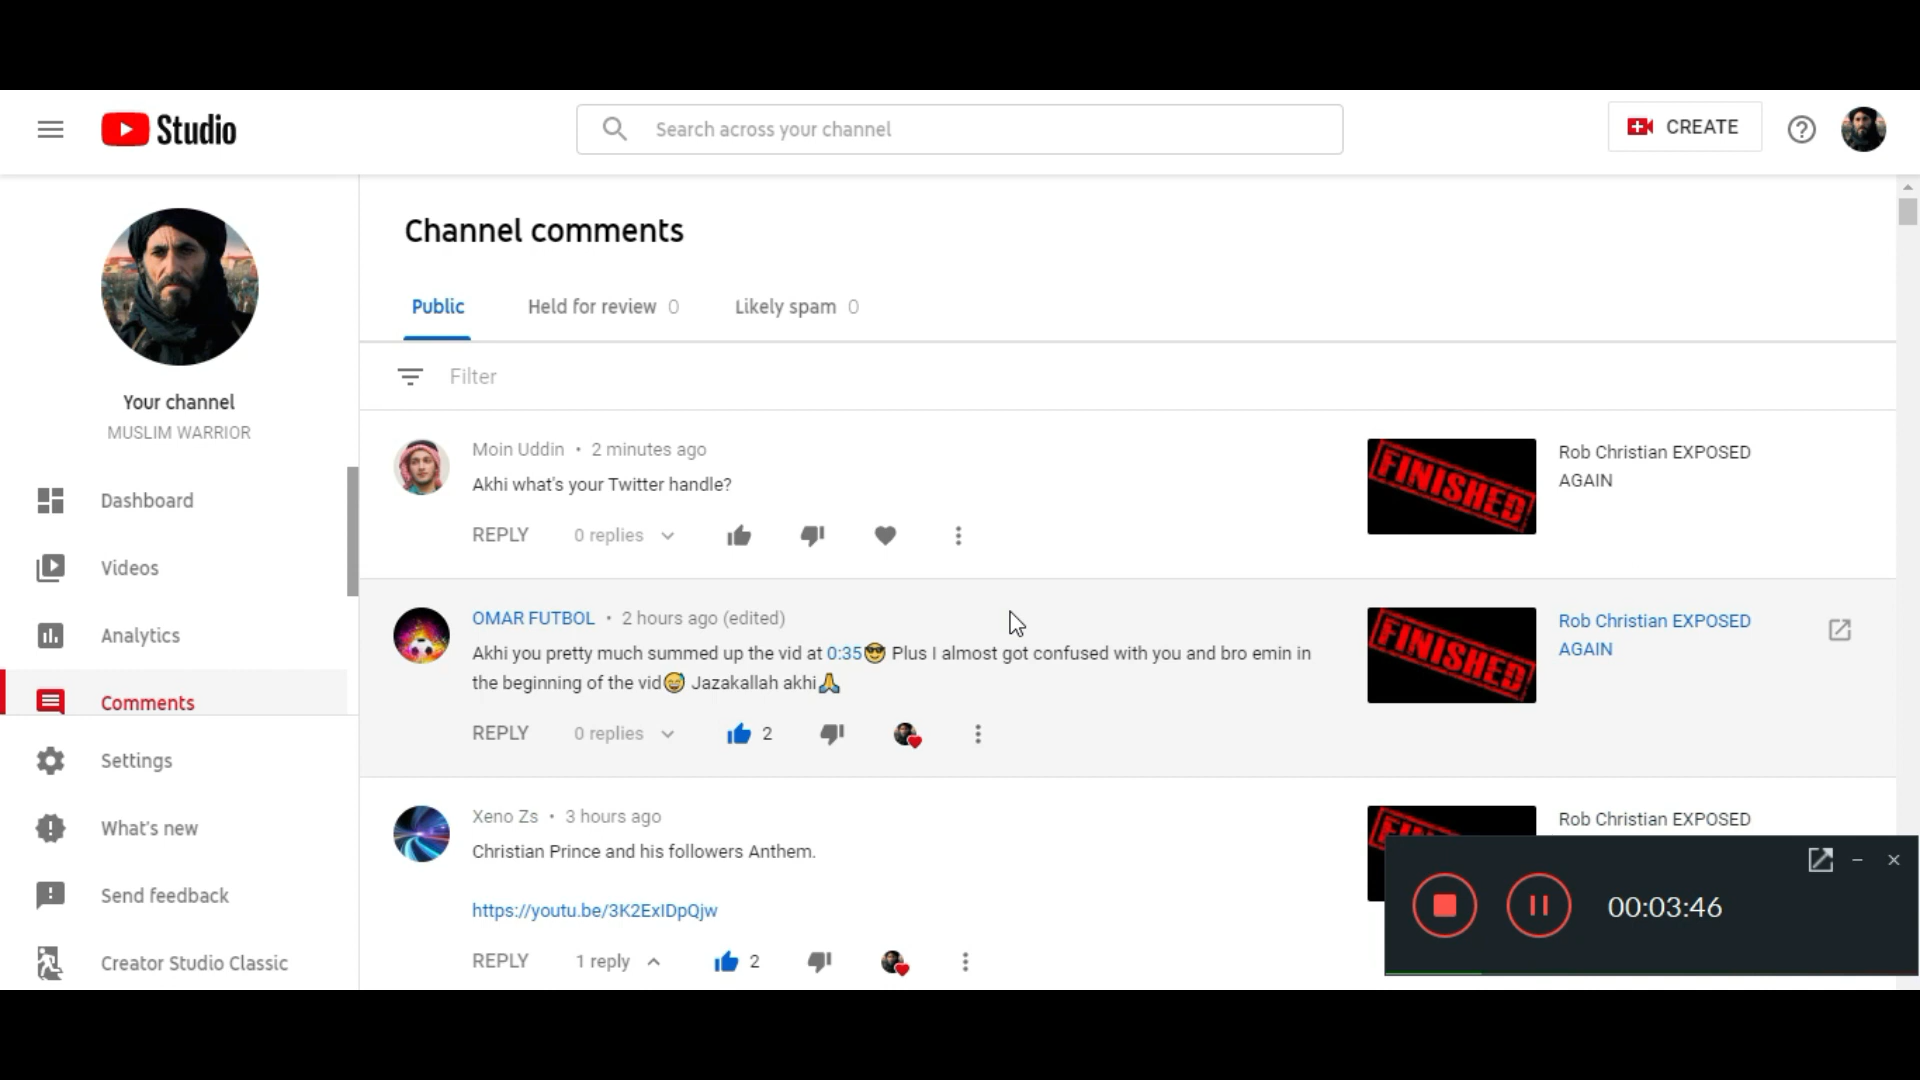 Studio
Search across your channel
CREATE
Your channel
MUSLIM WARRIOR
Dashboard
Videos
Analytics
Comments
Settings
What's new
Send feedback
Creator Studio Classic
Channel comments
Public
Held for review 0
Likely spam 0
Filter
Moin Uddin • 2 minutes ago
Akhi what's your Twitter handle?
REPLY 0 replies
FINISHED
Rob Christian EXPOSED
AGAIN
OMAR FUTBOL • 2 hours ago (edited)
Akhi you pretty much summed up the vid at 0:35😎 Plus I almost got confused with you and bro emin in
the beginning of the vid😅 Jazakallah akhi🙏
REPLY 0 replies 2
FINISHED
Rob Christian EXPOSED
AGAIN
Xeno Zs • 3 hours ago
Christian Prince and his followers Anthem.
https://youtu.be/3K2ExIDpQjw
REPLY 1 reply 2
Rob Christian EXPOSED
00:03:46